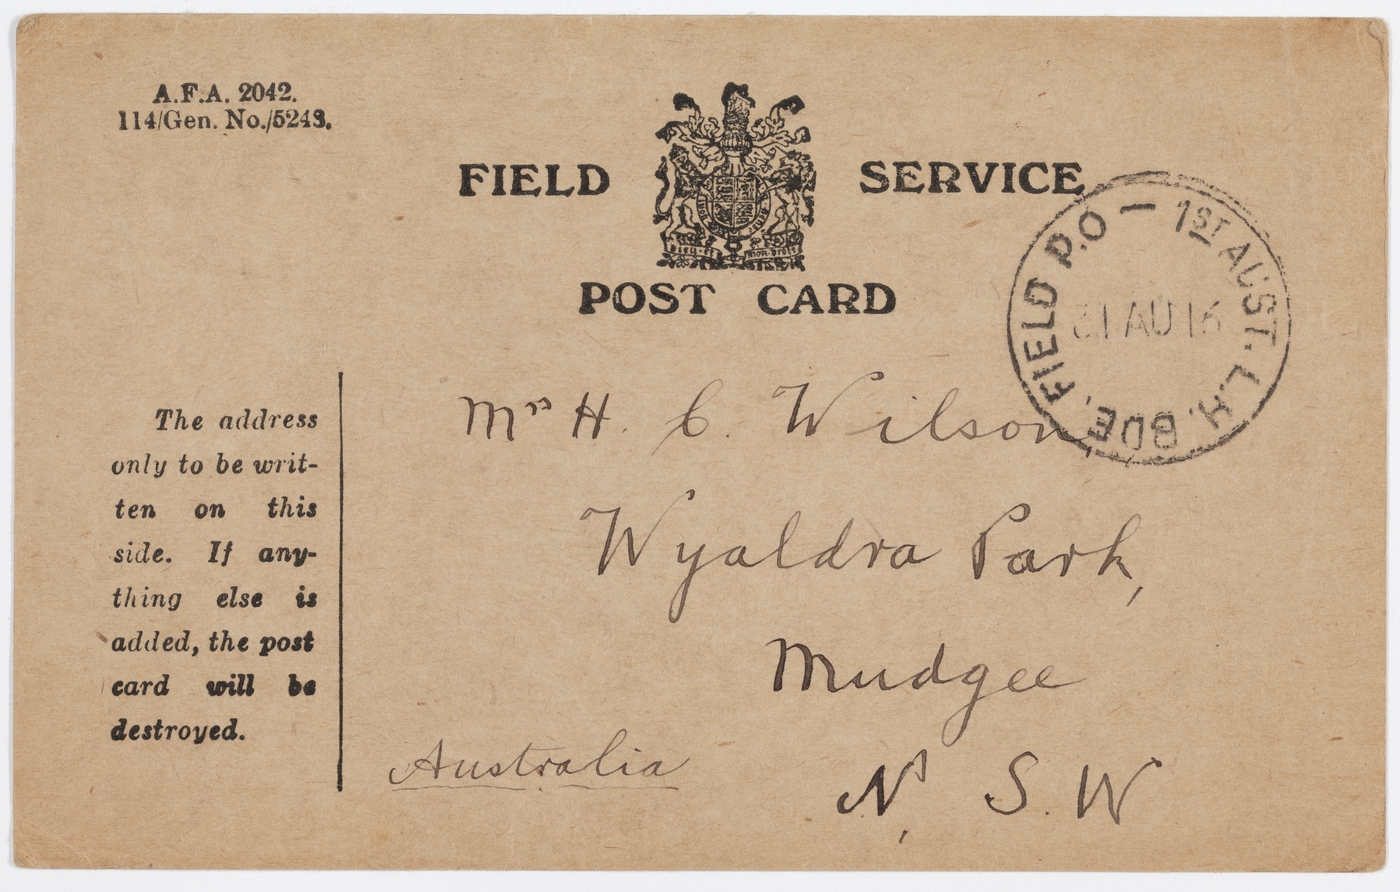 A.F.A. 2042.
114/Gen. No./5248.
FIELD SERVICE
POST CARD
FIELD P.O — 1ST AUST. L.H. BDE.
31 AU 16
The address
only to be writ-
ten on this
side. If any-
thing else is
added, the post
card will be
destroyed.
Mrs H. C. Wilson,
Wyaldra Park,
Mudgee
N. S. W
Australia